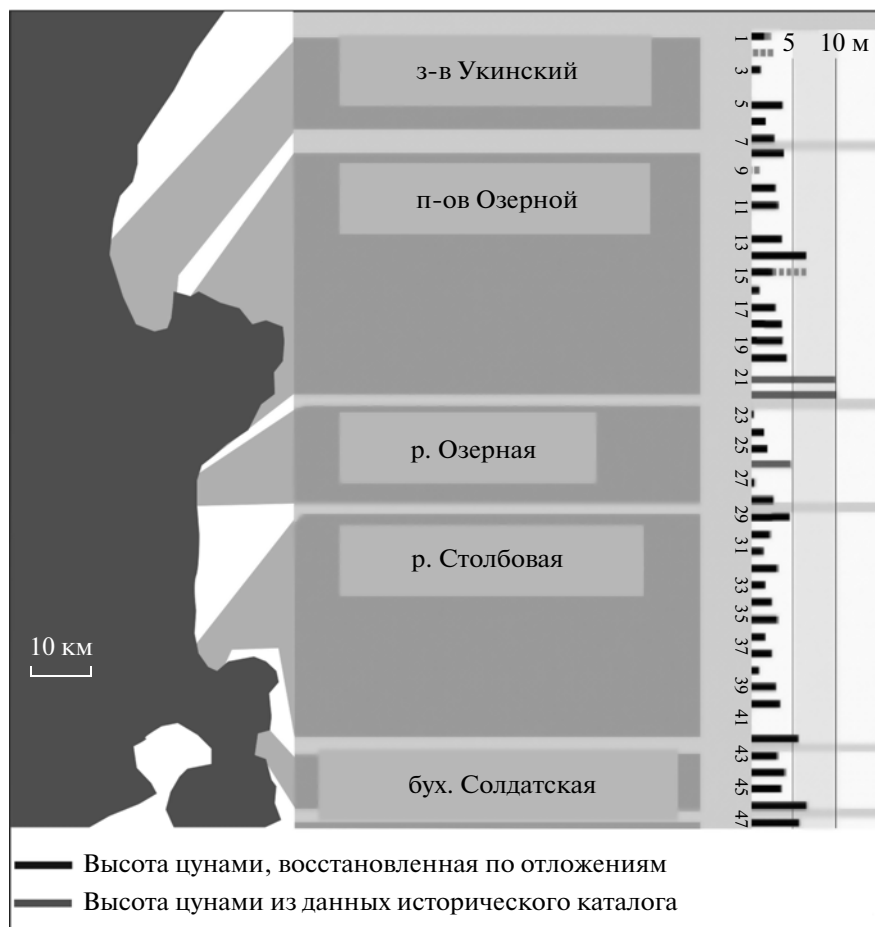 1
5
10 м
з-в Укинский
3
5
7
п-ов Озерной
9
11
13
15
17
19
21
23
р. Озерная
25
27
29
р. Столбовая
31
33
35
10 км
37
39
41
43
бух. Солдатская
45
47
Высота цунами, восстановленная по отложениям
Высота цунами из данных исторического каталога